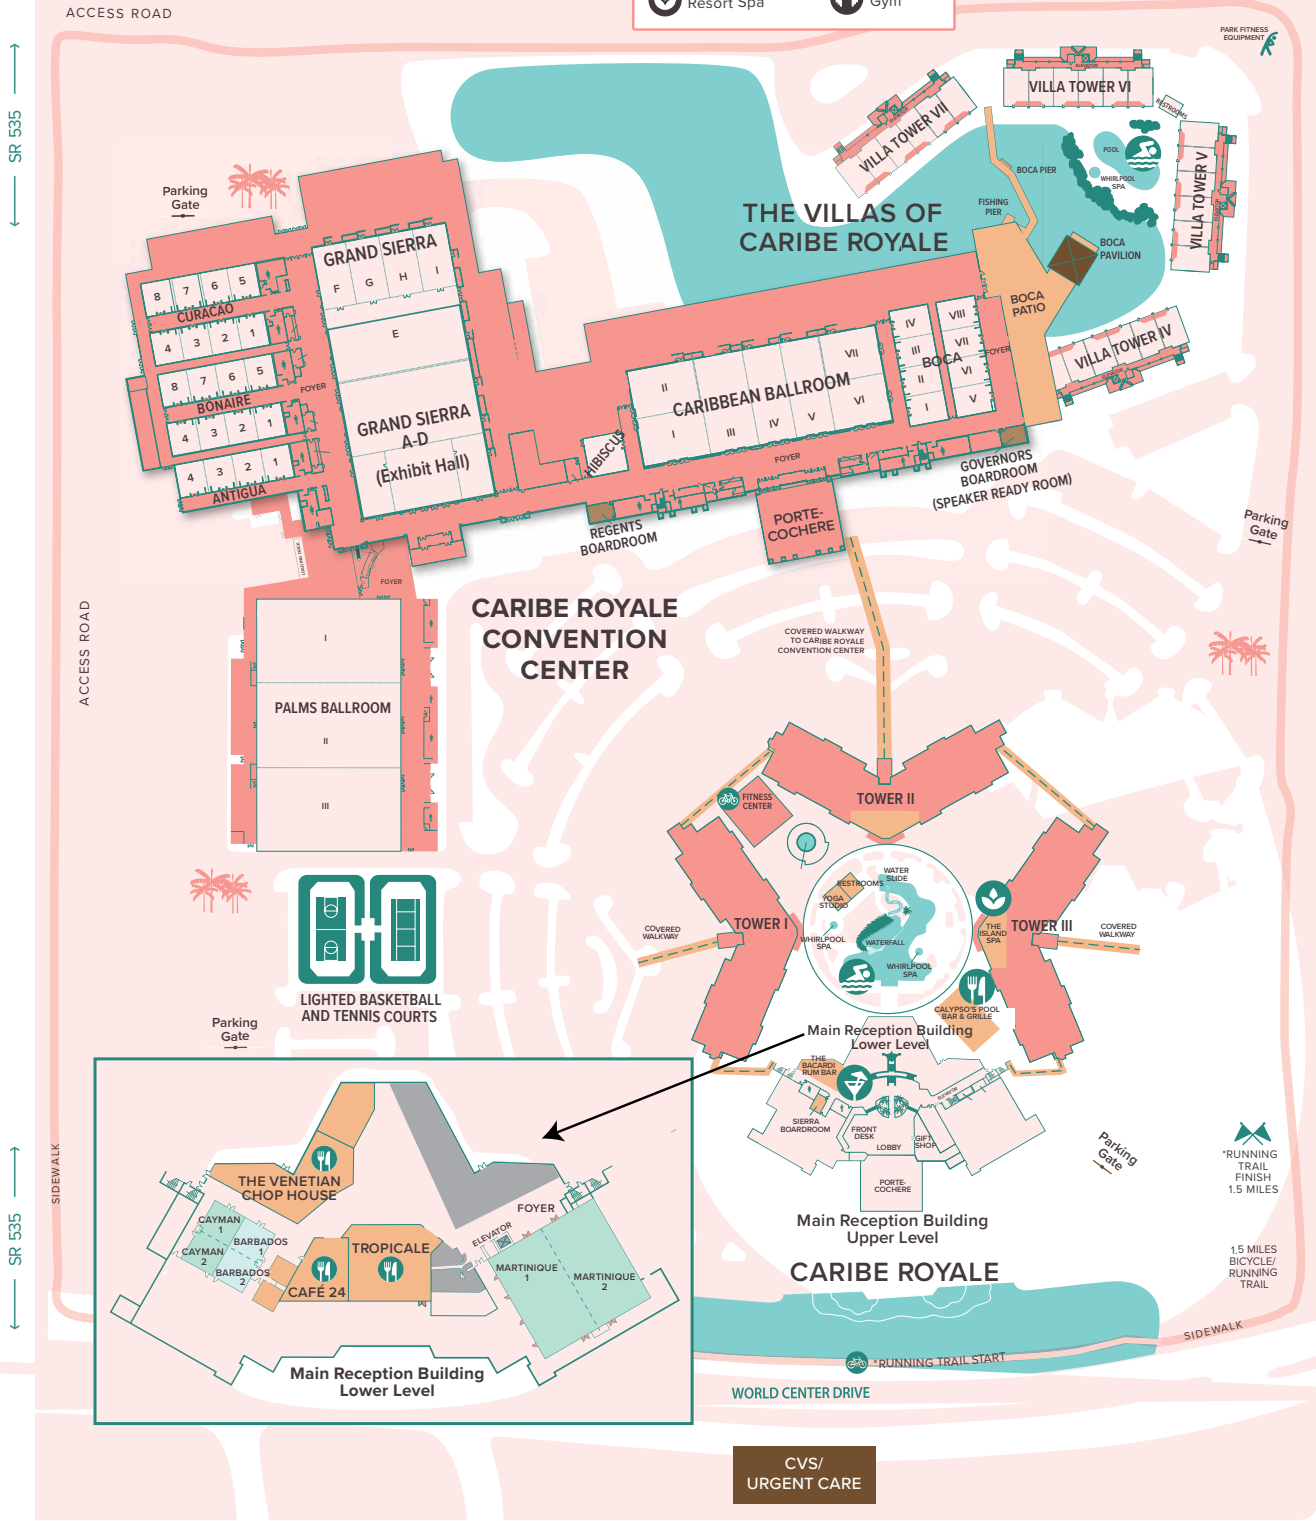 ACCESS ROAD
Resort Spa
Gym
PARK FITNESS
EQUIPMENT
SR 535
VILLA TOWER VI
ELEVATOR
RESTROOMS
VILLA TOWER VII
POOL
WHIRLPOOL
SPA
VILLA TOWER V
BOCA PIER
FISHING
PIER
Parking
Gate
THE VILLAS OF
CARIBE ROYALE
BOCA
PAVILION
BOCA
PATIO
VILLA TOWER IV
GRAND SIERRA
F
G
H
I
E
GRAND SIERRA
A-D
(Exhibit Hall)
8
7
6
5
CURACAO
4
3
2
1
8
7
6
5
BONAIRE
4
3
2
1
4
3
2
1
ANTIGUA
FOYER
HIBISCUS
CARIBBEAN BALLROOM
I
II
III
IV
V
VI
VII
IV
III
II
I
BOCA
VIII
VII
VI
V
FOYER
FOYER
GOVERNORS
BOARDROOM
(SPEAKER READY ROOM)
REGENTS
BOARDROOM
PORTE-
COCHERE
Parking
Gate
LOADING DOCK
FOYER
ACCESS ROAD
CARIBE ROYALE
CONVENTION
CENTER
I
PALMS BALLROOM
II
III
COVERED WALKWAY
TO CARIBE ROYALE
CONVENTION CENTER
TOWER II
FITNESS
CENTER
WATER
SLIDE
RESTROOMS
YOGA
STUDIO
WHIRLPOOL
SPA
WATERFALL
WHIRLPOOL
SPA
TOWER I
COVERED
WALKWAY
THE
ISLAND
SPA
TOWER III
COVERED
WALKWAY
CALYPSO'S POOL
BAR & GRILLE
LIGHTED BASKETBALL
AND TENNIS COURTS
Parking
Gate
Main Reception Building
Lower Level
THE
BACARDI
RUM BAR
ELEVATOR
SIERRA
BOARDROOM
FRONT
DESK
LOBBY
GIFT
SHOP
PORTE-
COCHERE
Main Reception Building
Upper Level
CARIBE ROYALE
Parking
Gate
*RUNNING
TRAIL
FINISH
1.5 MILES
1.5 MILES
BICYCLE/
RUNNING
TRAIL
SIDEWALK
SR 535
THE VENETIAN
CHOP HOUSE
CAYMAN
1
CAYMAN
2
BARBADOS
1
BARBADOS
2
CAFÉ 24
TROPICALE
ELEVATOR
FOYER
MARTINIQUE
1
MARTINIQUE
2
Main Reception Building
Lower Level
SIDEWALK
*RUNNING TRAIL START
WORLD CENTER DRIVE
CVS/
URGENT CARE